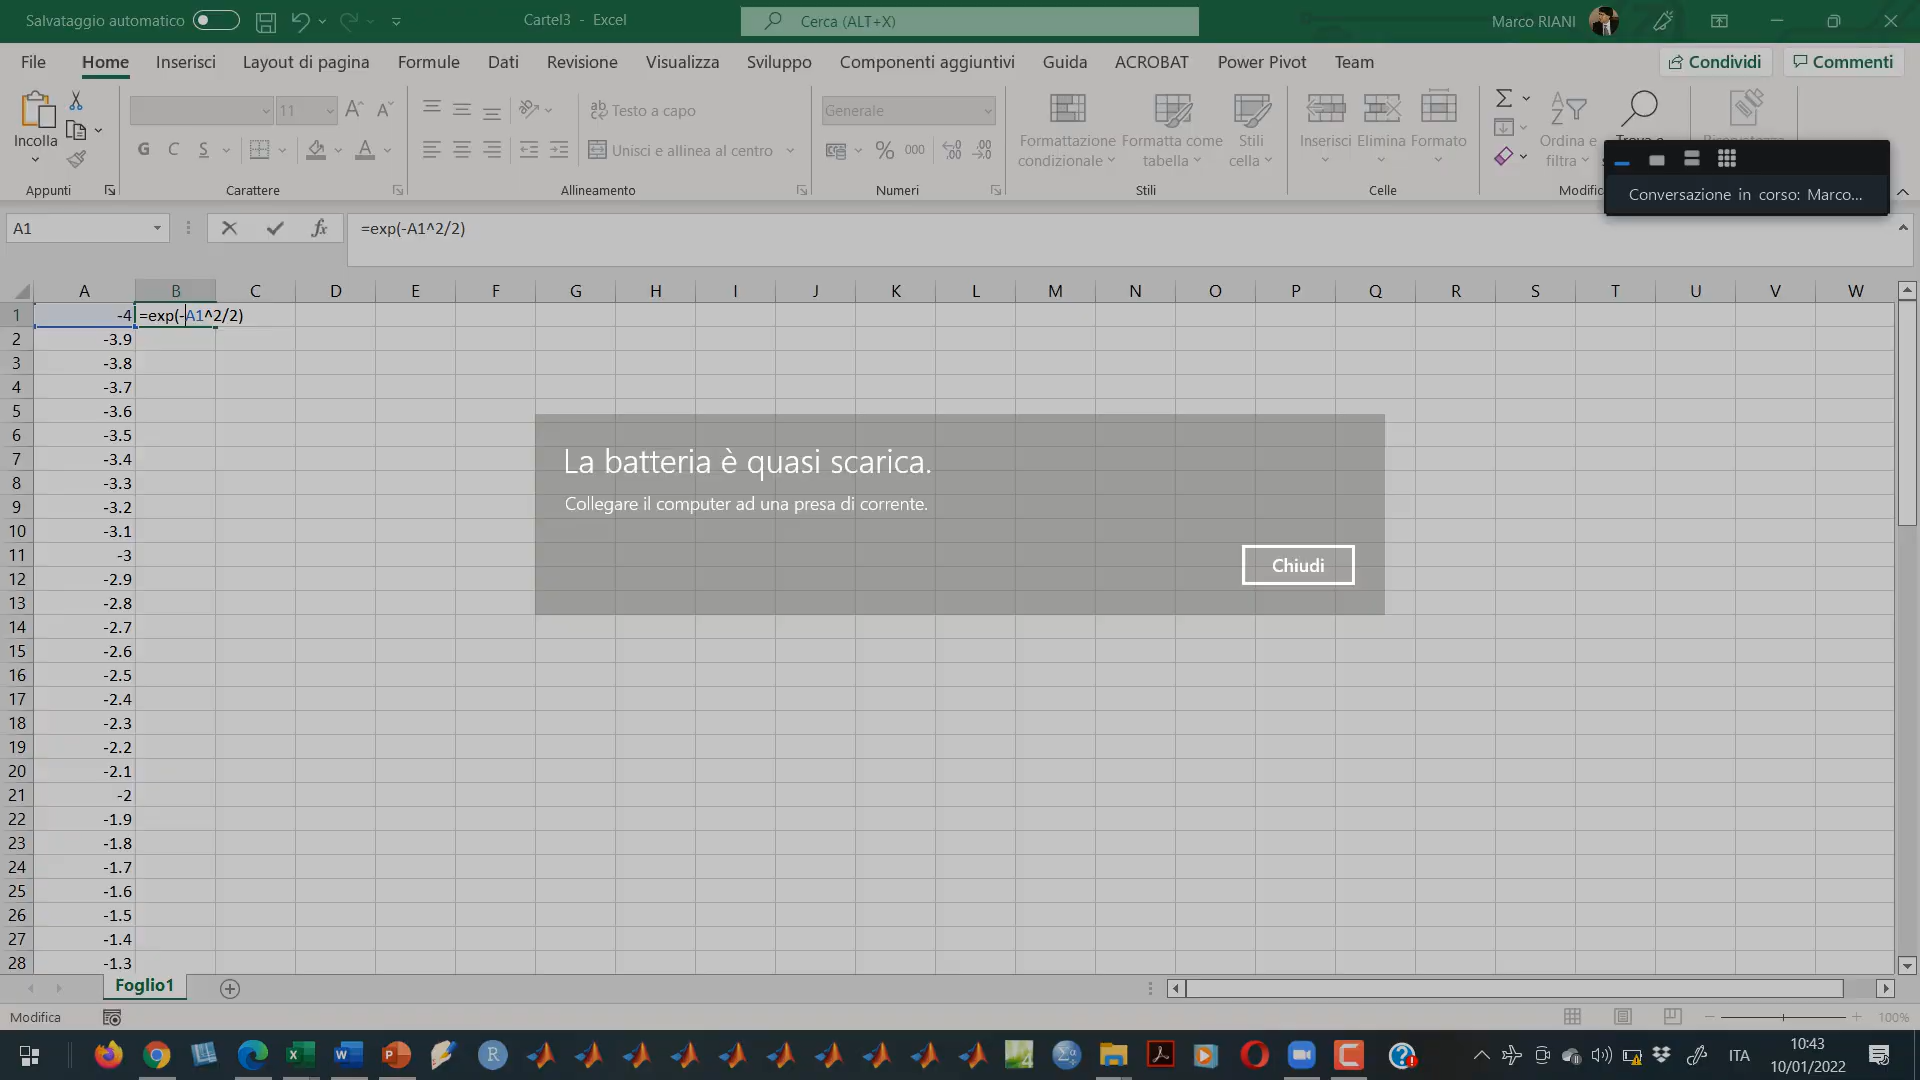 Salvataggio automatico
Cartel3 - Excel
Cerca (ALT+X)
Marco RIANI
File Home Inserisci Layout di pagina Formule Dati Revisione Visualizza Sviluppo Componenti aggiuntivi Guida ACROBAT Power Pivot Team
Condividi Commenti
Incolla
11
Testo a capo
Generale
G C S
Unisci e allinea al centro
% 000
Formattazione condizionale
Formatta come tabella
Stili cella
Inserisci Elimina Formato
Ordina e filtra
Appunti Carattere Allineamento Numeri Stili Celle
Conversazione in corso: Marco...
A1
fx
=exp(-A1^2/2)
A B C D E F G H I J K L M N O P Q R S T U V W
1 -4 =exp(-A1^2/2)
2 -3.9
3 -3.8
4 -3.7
5 -3.6
6 -3.5
7 -3.4
8 -3.3
9 -3.2
10 -3.1
11 -3
12 -2.9
13 -2.8
14 -2.7
15 -2.6
16 -2.5
17 -2.4
18 -2.3
19 -2.2
20 -2.1
21 -2
22 -1.9
23 -1.8
24 -1.7
25 -1.6
26 -1.5
27 -1.4
28 -1.3
La batteria è quasi scarica.
Collegare il computer ad una presa di corrente.
Chiudi
Foglio1
Modifica
100%
ITA
10:43
10/01/2022